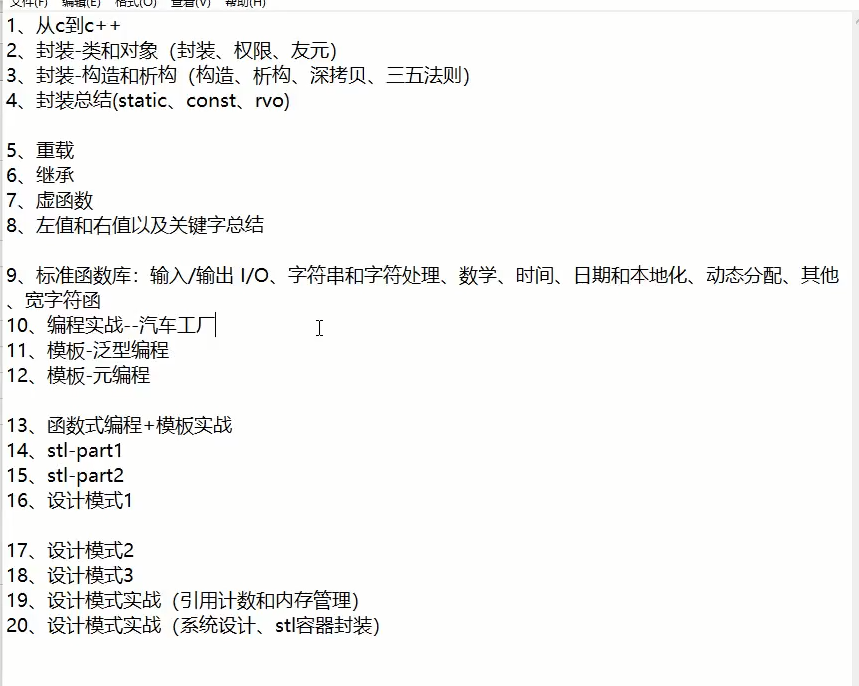 文件(F) 编辑(E) 格式(O) 查看(V) 帮助(H)
1、从c到c++
2、封装-类和对象（封装、权限、友元）
3、封装-构造和析构（构造、析构、深拷贝、三五法则）
4、封装总结(static、const、rvo)
5、重载
6、继承
7、虚函数
8、左值和右值以及关键字总结
9、标准函数库：输入/输出 I/O、字符串和字符处理、数学、时间、日期和本地化、动态分配、其他
、宽字符函
10、编程实战--汽车工厂
11、模板-泛型编程
12、模板-元编程
13、函数式编程+模板实战
14、stl-part1
15、stl-part2
16、设计模式1
17、设计模式2
18、设计模式3
19、设计模式实战（引用计数和内存管理）
20、设计模式实战（系统设计、stl容器封装）